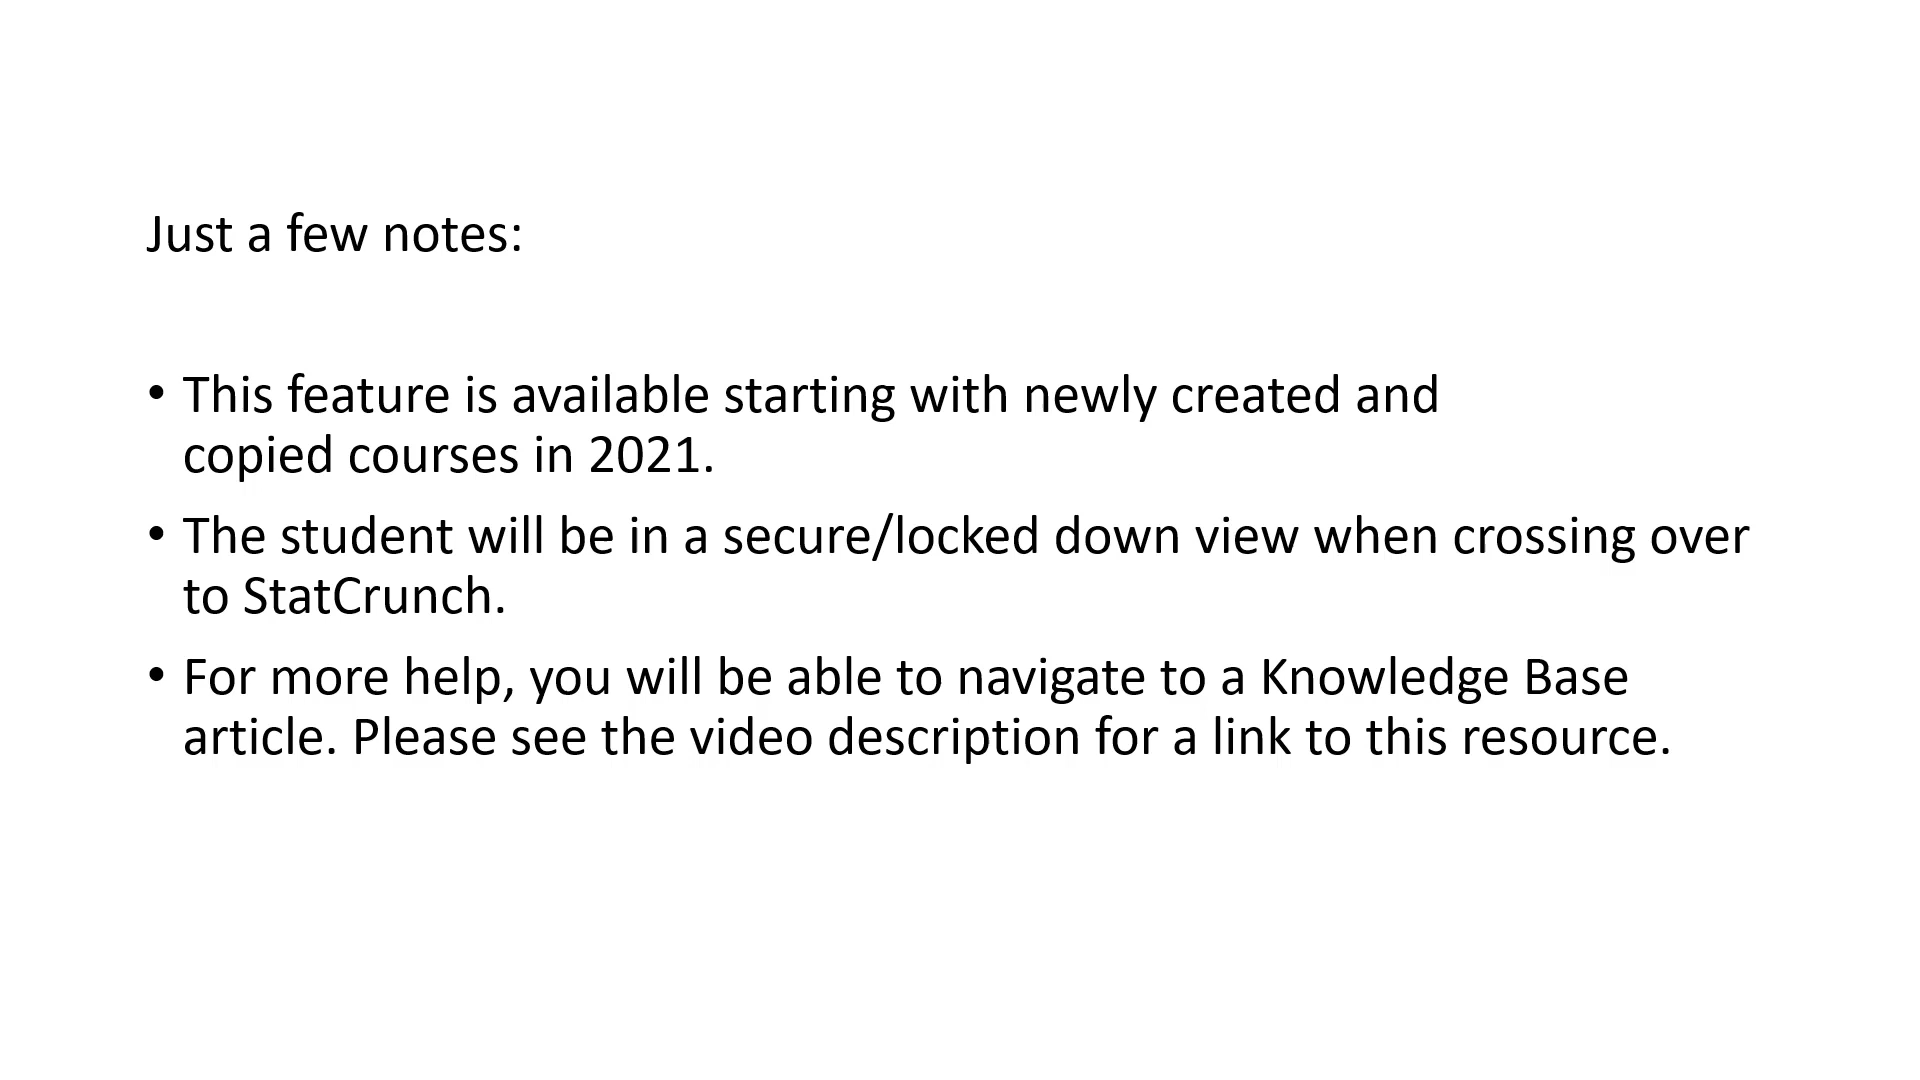 Just a few notes:
• This feature is available starting with newly created and
copied courses in 2021.
• The student will be in a secure/locked down view when crossing over
to StatCrunch.
• For more help, you will be able to navigate to a Knowledge Base
article. Please see the video description for a link to this resource.